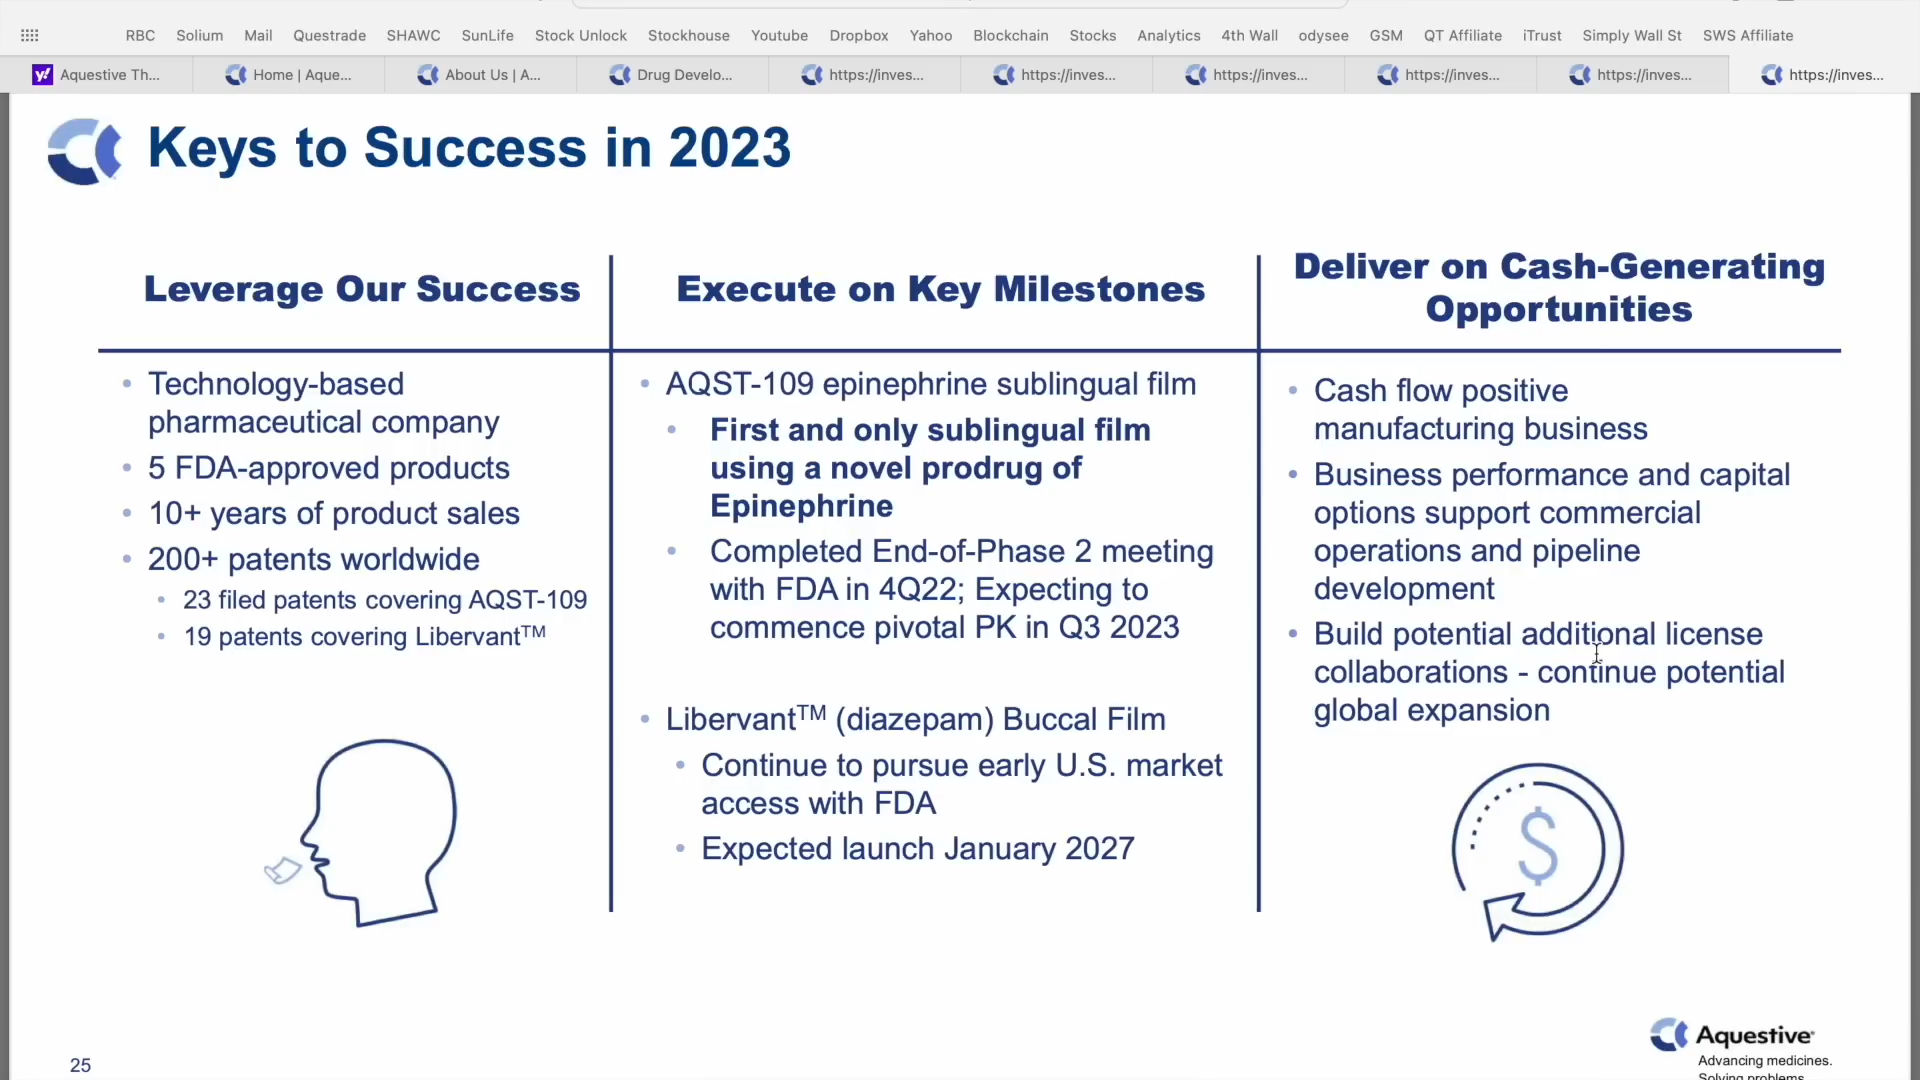 RBC Solium Mail Questrade SHAWC SunLife Stock Unlock Stockhouse Youtube Dropbox Yahoo Blockchain Stocks Analytics 4th Wall odysee GSM QT Affiliate iTrust Simply Wall St SWS Affiliate
y! Aquestive Th... Home | Aque... About Us | A... Drug Develo... https://inves... https://inves... https://inves... https://inves... https://inves... https://inves...
Keys to Success in 2023
Leverage Our Success
Technology-based
pharmaceutical company
5 FDA-approved products
10+ years of product sales
200+ patents worldwide
23 filed patents covering AQST-109
19 patents covering Libervant™
Execute on Key Milestones
AQST-109 epinephrine sublingual film
First and only sublingual film
using a novel prodrug of
Epinephrine
Completed End-of-Phase 2 meeting
with FDA in 4Q22; Expecting to
commence pivotal PK in Q3 2023
Libervant™ (diazepam) Buccal Film
Continue to pursue early U.S. market
access with FDA
Expected launch January 2027
Deliver on Cash-Generating
Opportunities
Cash flow positive
manufacturing business
Business performance and capital
options support commercial
operations and pipeline
development
Build potential additional license
collaborations - continue potential
global expansion
$
25
Aquestive®
Advancing medicines.
Solving problems